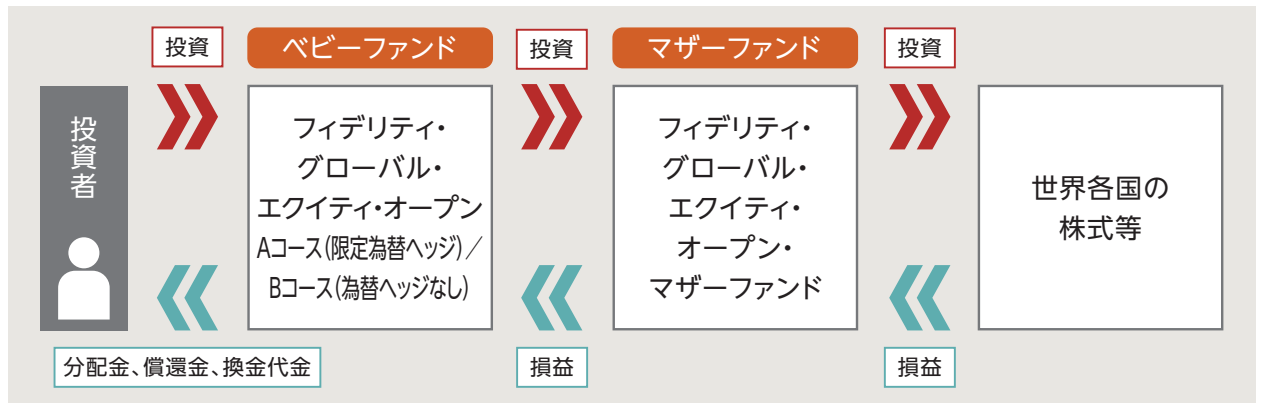 投資
ベビーファンド
投資
マザーファンド
投資
投資者
フィデリティ・
グローバル・
エクイティ・オープン
Aコース(限定為替ヘッジ)／
Bコース(為替ヘッジなし)
フィデリティ・
グローバル・
エクイティ・
オープン・
マザーファンド
世界各国の
株式等
分配金、償還金、換金代金
損益
損益